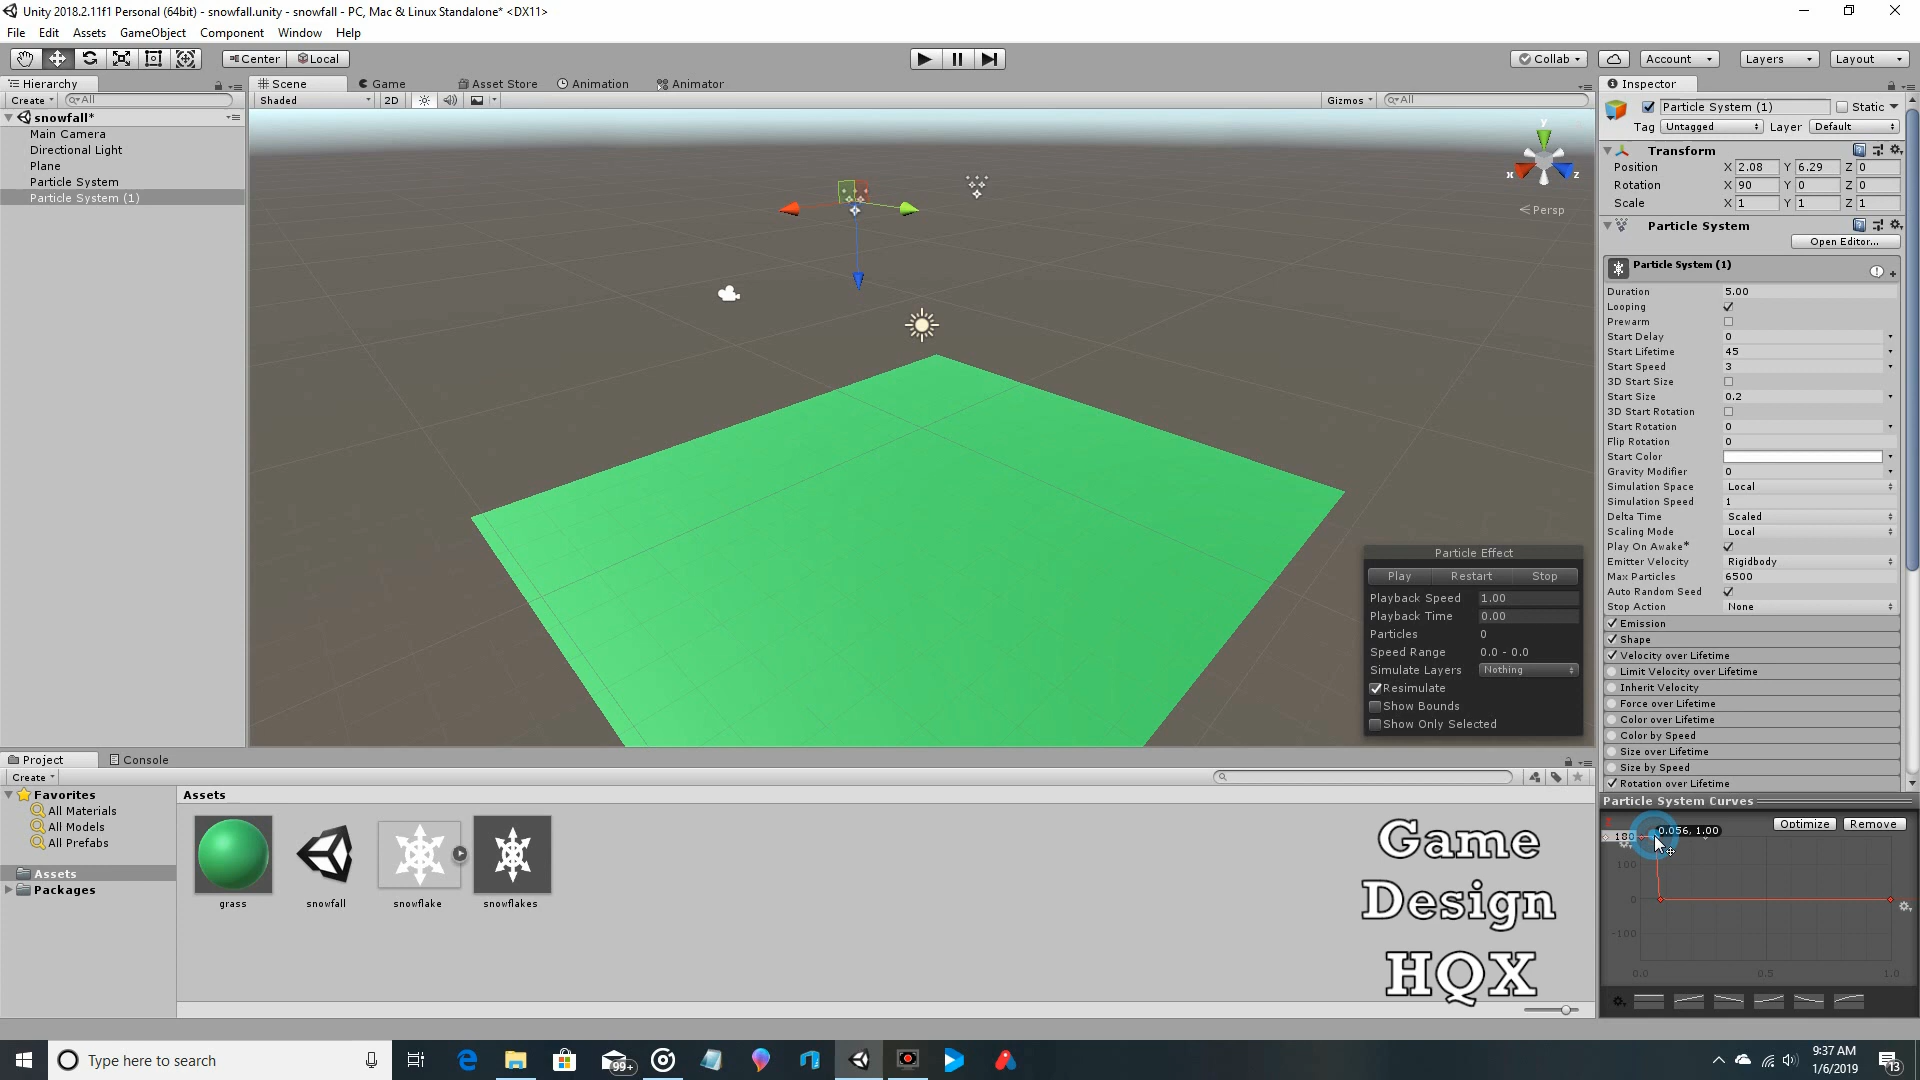 Unity 2018.2.11f1 Personal (64bit) - snowfall.unity - snowfall - PC, Mac & Linux Standalone* <DX11>
File Edit Assets GameObject Component Window Help
Center Local Collab Account Layers Layout
Hierarchy Scene Game Asset Store Animation Animator Inspector
Create All Shaded 2D Gizmos All
Particle System (1) Static
Tag Untagged Layer Default
snowfall*
Main Camera
Directional Light
Plane
Particle System
Particle System (1)
y
x
z
Persp
Transform
Position X 2.08 Y 6.29 Z 0
Rotation X 90 Y 0 Z 0
Scale X 1 Y 1 Z 1
Particle System
Open Editor...
Particle System (1)
Duration 5.00
Looping
Prewarm
Start Delay 0
Start Lifetime 45
Start Speed 3
3D Start Size
Start Size 0.2
3D Start Rotation
Start Rotation 0
Flip Rotation 0
Start Color
Gravity Modifier 0
Simulation Space Local
Simulation Speed 1
Delta Time Scaled
Scaling Mode Local
Play On Awake*
Emitter Velocity Rigidbody
Max Particles 6500
Auto Random Seed
Stop Action None
Emission
Shape
Velocity over Lifetime
Limit Velocity over Lifetime
Inherit Velocity
Force over Lifetime
Color over Lifetime
Color by Speed
Size over Lifetime
Size by Speed
Rotation over Lifetime
Particle Effect
Play Restart Stop
Playback Speed 1.00
Playback Time 0.00
Particles 0
Speed Range 0.0 - 0.0
Simulate Layers Nothing
Resimulate
Show Bounds
Show Only Selected
Project Console
Create
Favorites
All Materials
All Models
All Prefabs
Assets
Packages
Assets
grass snowfall snowflake snowflakes
Game
Design
HQX
Particle System Curves
Optimize Remove
0.056, 1.00
180
100
0
-100
0.0 0.5 1.0
Type here to search
99+
9:37 AM
1/6/2019
13